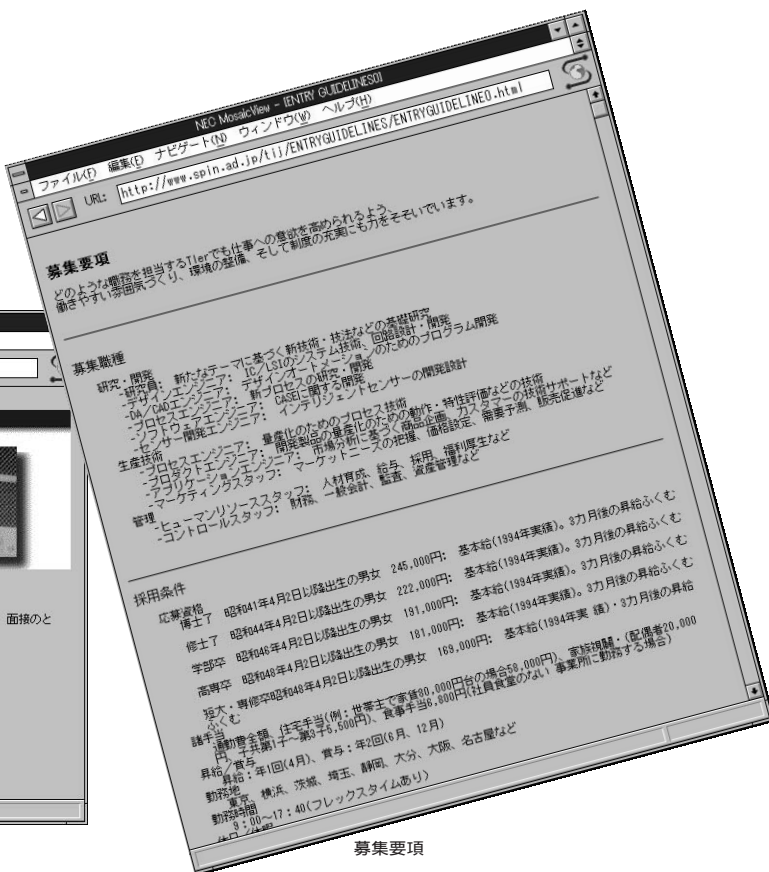 NEC MosaicView - [ENTRY GUIDELINES0]
ファイル(F) 編集(E) ナビゲート(N) ウィンドウ(W) ヘルプ(H)
URL: http://www.spin.ad.jp/tij/ENTRYGUIDELINES/ENTRYGUIDELINE0.html
募集要項
どのような職務を担当するTIerでも仕事への意欲を高められるよう、
働きやすい雰囲気づくり、環境の整備、そして制度の充実にも力をそそいでいます。
募集職種
研究・開発
-研究員: 新たなテーマに基づく新技術・技法などの基礎研究
-デザインエンジニア: IC/LSIのシステム技術、回路設計・開発
-DA/CADエンジニア: デザインオートメーションのためのプログラム開発
-プロセスエンジニア: 新プロセスの研究・開発
-ソフトウェアエンジニア: CASEに関する開発
-センサー開発エンジニア: インテリジェントセンサーの開発設計
生産技術
-プロセスエンジニア: 量産化のためのプロセス技術
-プロダクトエンジニア: 開発製品の量産化のための動作・特性評価などの技術
-アプリケーションエンジニア: 市場分析に基づく商品企画、カスタマーの技術サポートなど
-マーケティングスタッフ: マーケットニーズの把握、価格設定、需要予測、販売促進など
管理
-ヒューマンリソーススタッフ: 人材育成、給与、採用、福利厚生など
-コントロールスタッフ: 財務、一般会計、監査、資産管理など
採用条件
応募資格
博士了 昭和41年4月2日以降出生の男女 245,000円: 基本給(1994年実績)。3カ月後の昇給ふくむ
修士了 昭和44年4月2日以降出生の男女 222,000円: 基本給(1994年実績)。3カ月後の昇給ふくむ
学部卒 昭和46年4月2日以降出生の男女 191,000円: 基本給(1994年実績)。3カ月後の昇給ふくむ
高専卒 昭和48年4月2日以降出生の男女 181,000円: 基本給(1994年実績)。3カ月後の昇給ふくむ
短大・専修卒昭和48年4月2日以降出生の男女 169,000円: 基本給(1994年実 績)・3カ月後の昇給
ふくむ
諸手当
通勤費全額、住宅手当(例:世帯主で家賃80,000円台の場合58,000円)、家族(配偶者20,000
円、子共第1子〜第3子5,500円)、食事手当6,800円(社員食堂のない 事業所に勤務する場合)
昇給/賞与
昇給:年1回(4月)、賞与:年2回(6月、12月)
勤務地
東京、横浜、茨城、埼玉、静岡、大分、大阪、名古屋など
勤務時間
9:00〜17:40(フレックスタイムあり)
休日/休暇
面接のと
募集要項